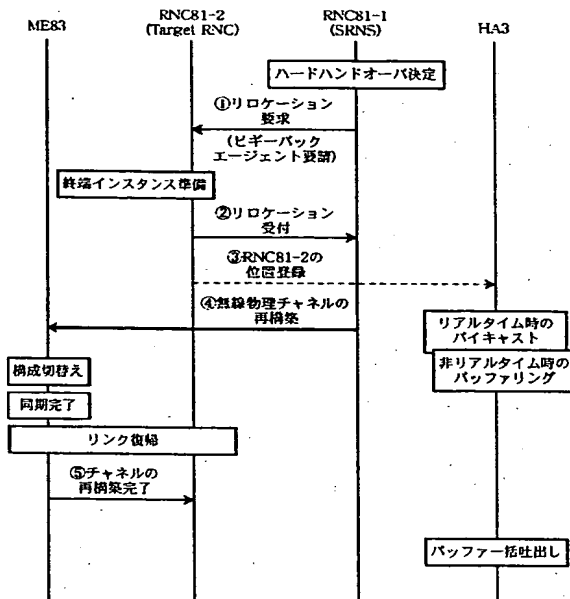 ME83
RNC81-2
(Target RNC)
RNC81-1
(SRNS)
HA3
ハードハンドオーバ決定
①リロケーション
要求
(ピギーバック
エージェント要請)
終端インスタンス準備
②リロケーション
受付
③RNC81-2の
位置登録
④無線物理チャネルの
再構築
リアルタイム時の
バイキャスト
非リアルタイム時の
バッファリング
構成切替え
同期完了
リンク復帰
⑤チャネルの
再構築完了
バッファ一括吐出し